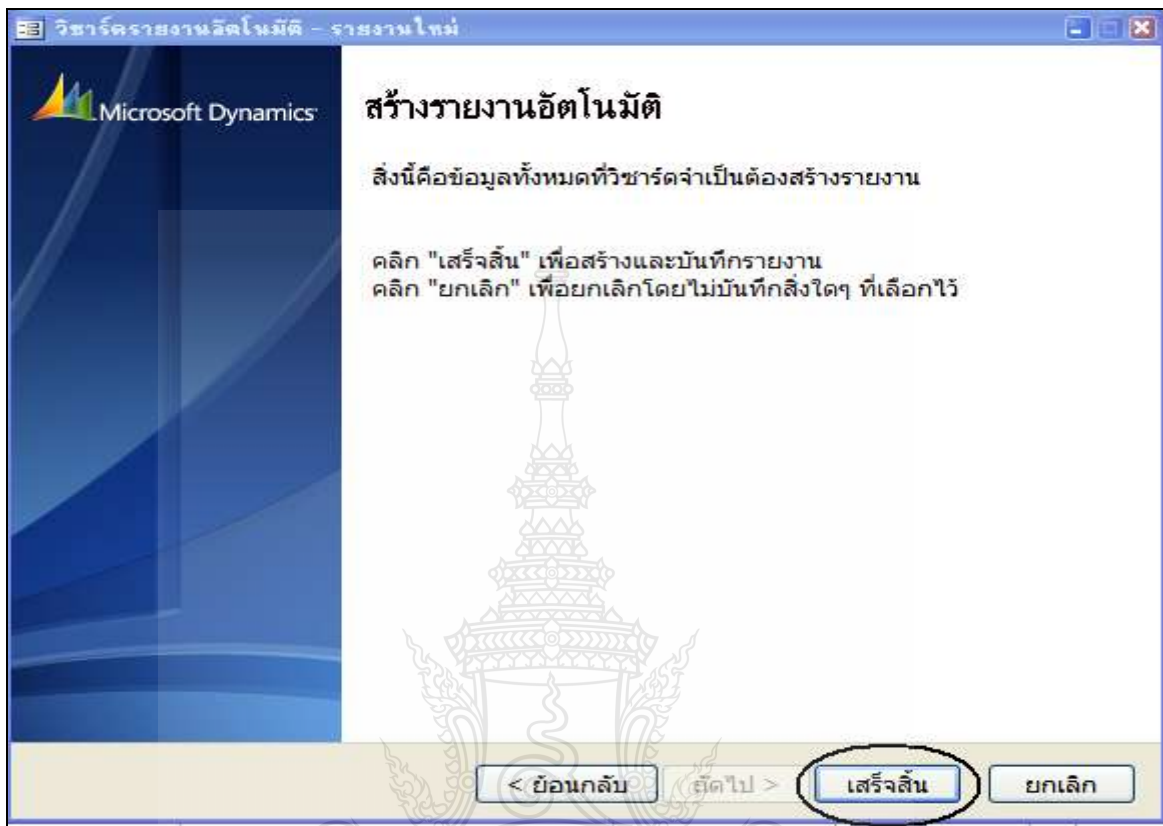 วิซาร์ดรายงานอัตโนมัติ - รายงานใหม่
Microsoft Dynamics
สร้างรายงานอัตโนมัติ
สิ่งนี้คือข้อมูลทั้งหมดที่วิซาร์ดจำเป็นต้องสร้างรายงาน
คลิก "เสร็จสิ้น" เพื่อสร้างและบันทึกรายงาน
คลิก "ยกเลิก" เพื่อยกเลิกโดยไม่บันทึกสิ่งใดๆ ที่เลือกไว้
< ย้อนกลับ ถัดไป > เสร็จสิ้น ยกเลิก